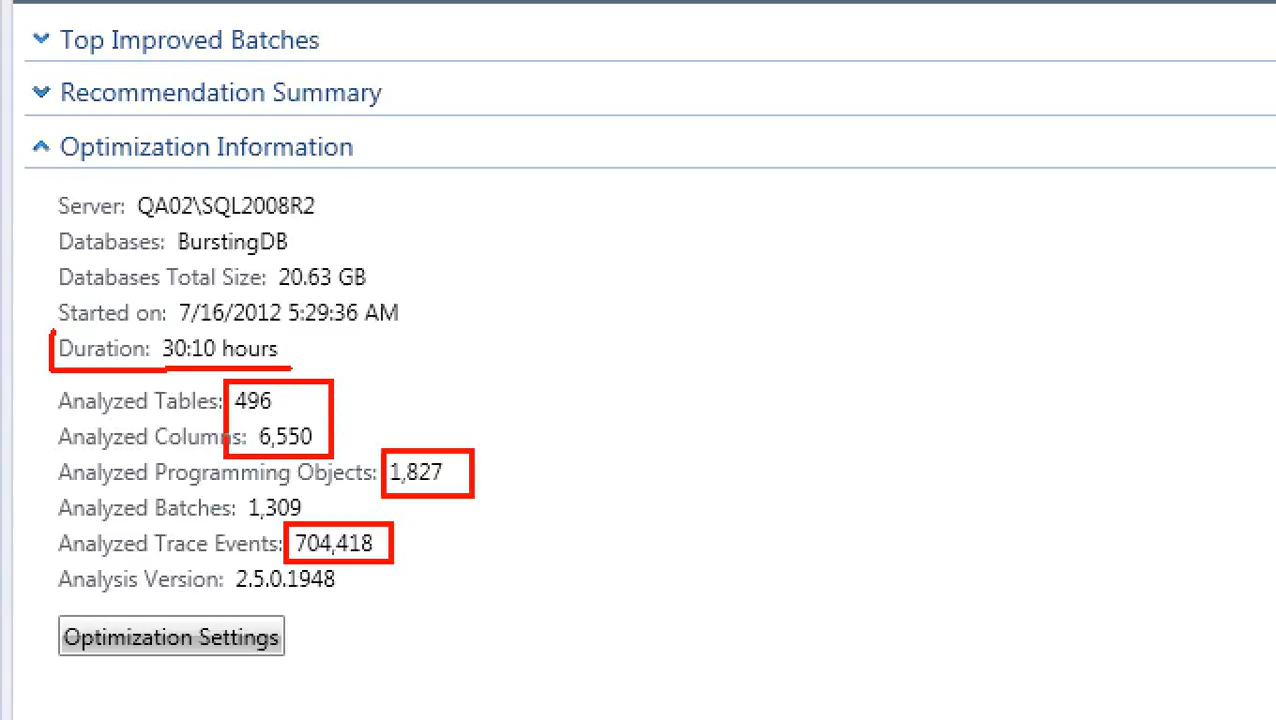 Top Improved Batches
Recommendation Summary
Optimization Information
Server: QA02\SQL2008R2
Databases: BurstingDB
Databases Total Size: 20.63 GB
Started on: 7/16/2012 5:29:36 AM
Duration: 30:10 hours
Analyzed Tables: 496
Analyzed Columns: 6,550
Analyzed Programming Objects: 1,827
Analyzed Batches: 1,309
Analyzed Trace Events: 704,418
Analysis Version: 2.5.0.1948
Optimization Settings